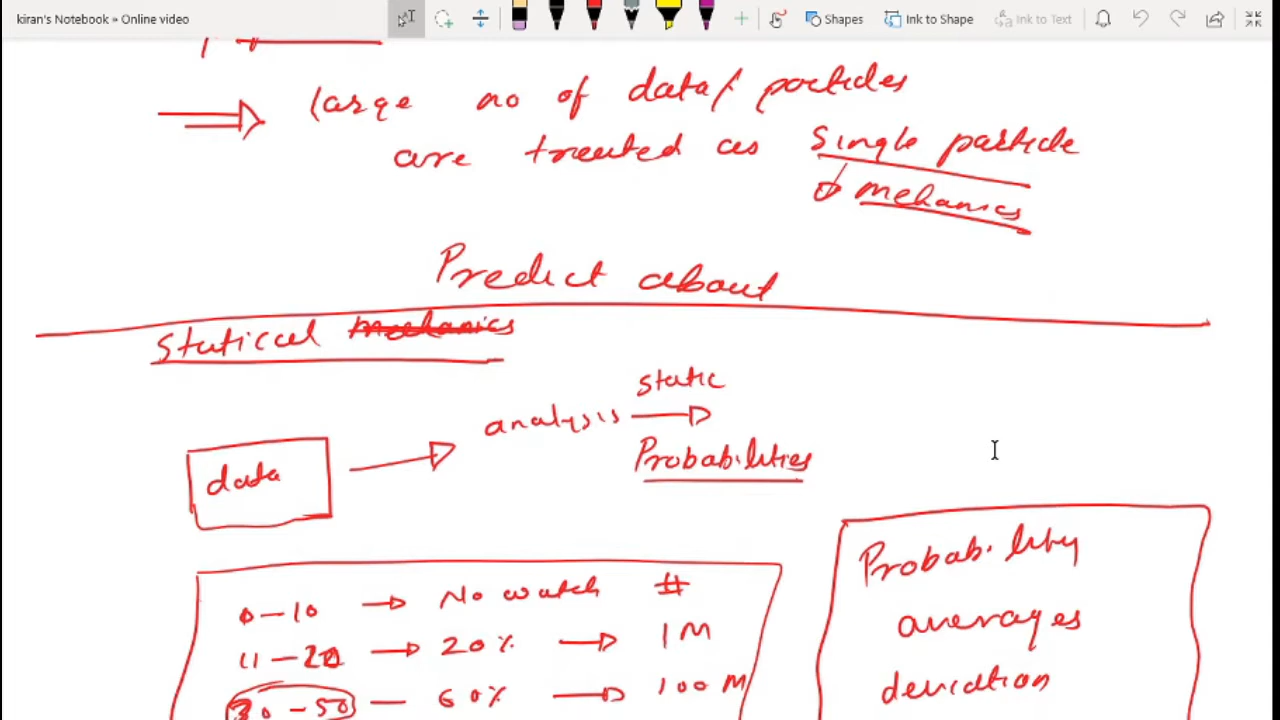 kiran's Notebook » Online video
Shapes
Ink to Shape
Ink to Text
large no of data/ particles
are treated as single particle
mehanics
Predict about
Statical mechanics
static
analysis
Probabilities
data
0-10 No watch #
11-20 20% 1M
30-50 - 60% 100 M
Probability
averages
deviation